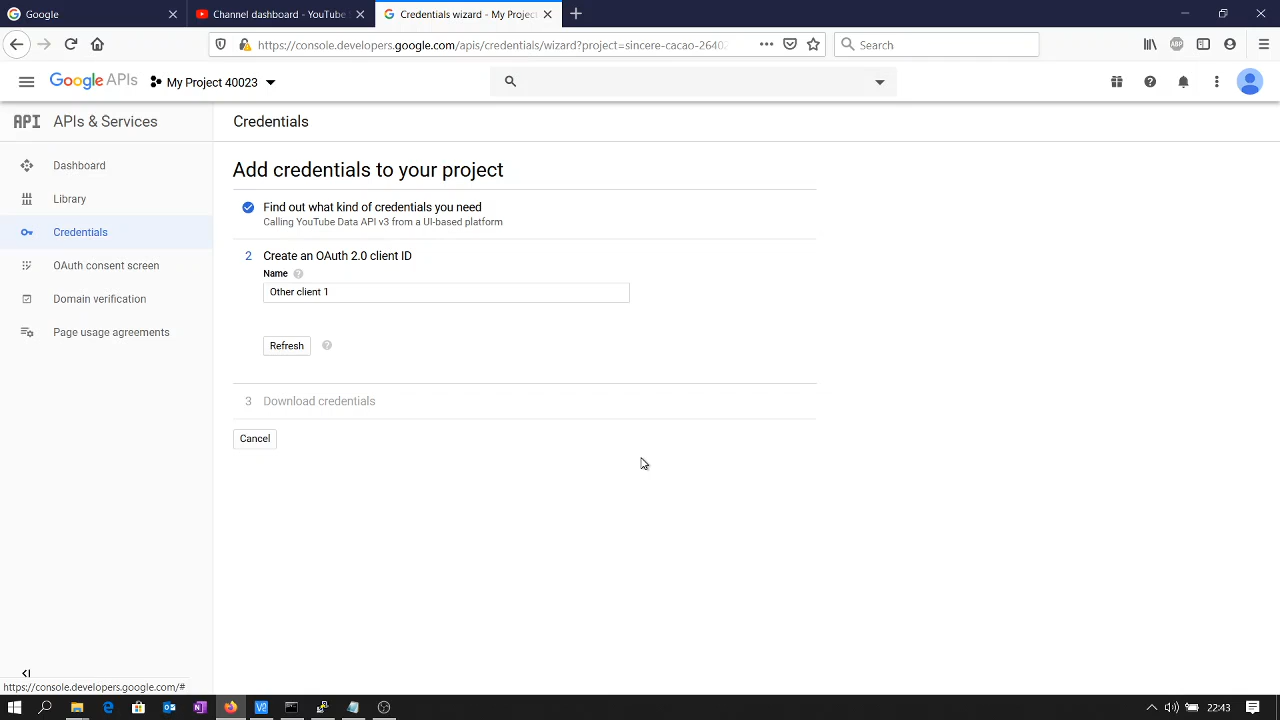 Google
Channel dashboard - YouTube
Credentials wizard - My Project
https://console.developers.google.com/apis/credentials/wizard?project=sincere-cacao-26402
Search
Google APIs
My Project 40023
API APIs & Services
Credentials
Dashboard
Library
Credentials
OAuth consent screen
Domain verification
Page usage agreements
Add credentials to your project
Find out what kind of credentials you need
Calling YouTube Data API v3 from a UI-based platform
2 Create an OAuth 2.0 client ID
Name
Other client 1
Refresh
3 Download credentials
Cancel
https://console.developers.google.com/#
22:43